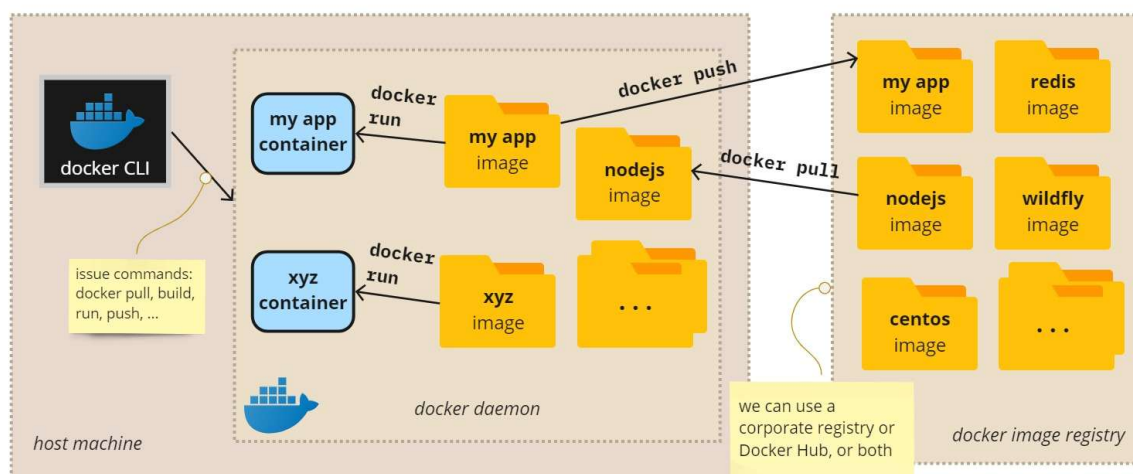 docker CLI
issue commands:
docker pull, build,
run, push, ...
host machine
my app
container
docker
run
my app
image
nodejs
image
xyz
container
docker
run
xyz
image
...
docker daemon
docker push
docker pull
my app
image
redis
image
nodejs
image
wildfly
image
centos
image
...
we can use a
corporate registry or
Docker Hub, or both
docker image registry